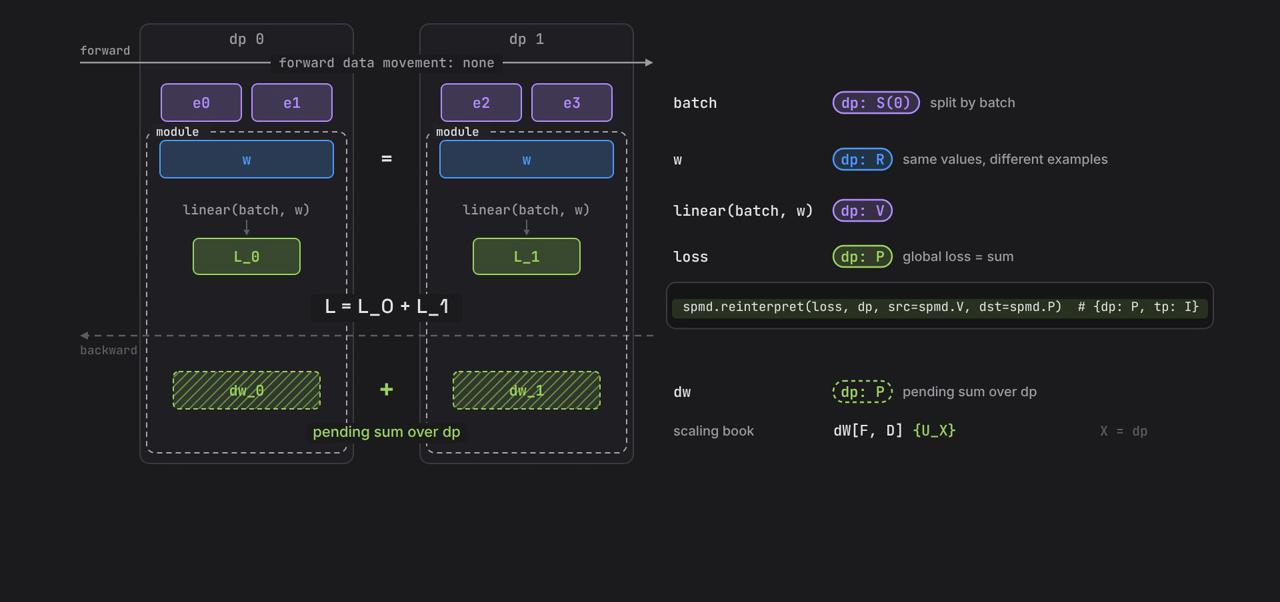 dp 0
dp 1
forward
forward data movement: none
e0 e1 e2 e3
batch dp: S(0) split by batch
module module
w = w
w dp: R same values, different examples
linear(batch, w) linear(batch, w)
linear(batch, w) dp: V
L_0 L_1
loss dp: P global loss = sum
L = L_0 + L_1
spmd.reinterpret(loss, dp, src=spmd.V, dst=spmd.P) # {dp: P, tp: I}
backward
dw_0 + dw_1
dw dp: P pending sum over dp
pending sum over dp
scaling book dW[F, D] {U_X} X = dp